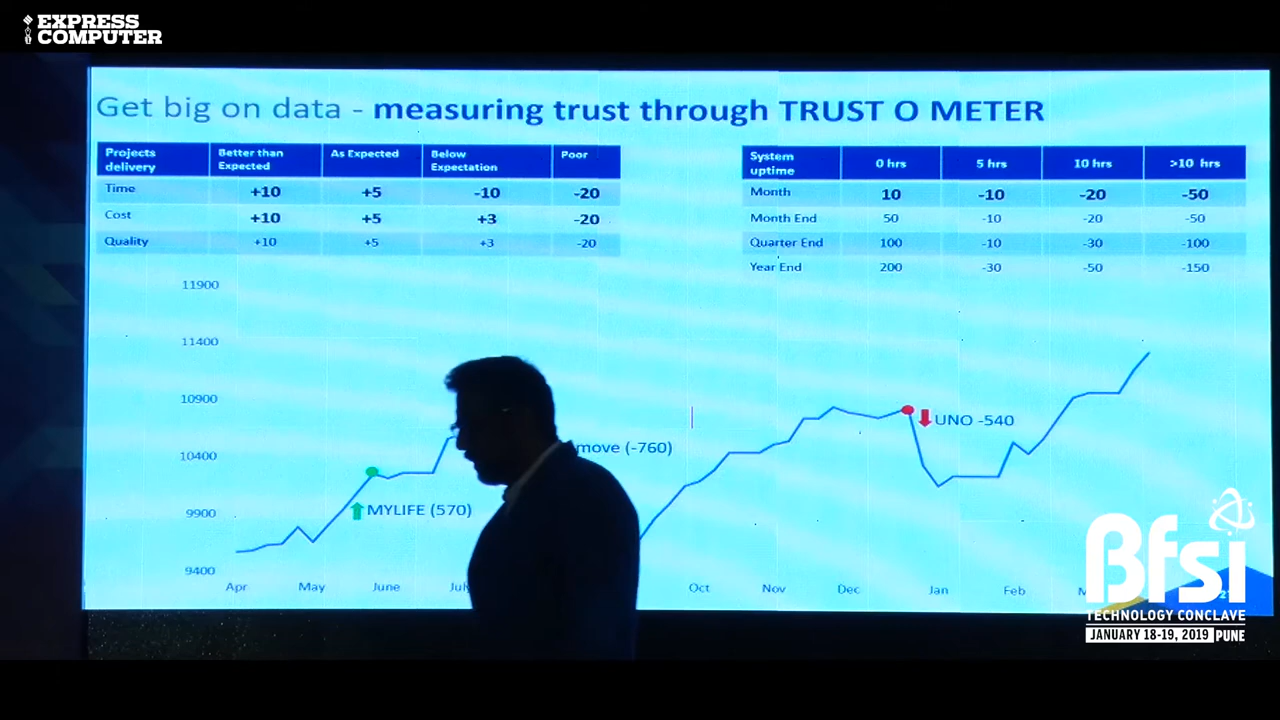 EXPRESS
COMPUTER
Get big on data - measuring trust through TRUST O METER
Projects delivery Better than Expected As Expected Below Expectation Poor
Time +10 +5 -10 -20
Cost +10 +5 +3 -20
Quality +10 +5 +3 -20
System uptime 0 hrs 5 hrs 10 hrs >10 hrs
Month 10 -10 -20 -50
Month End 50 -10 -20 -50
Quarter End 100 -10 -30 -100
Year End 200 -30 -50 -150
11900
11400
10900
10400
9900
9400
MYLIFE (570)
move (-760)
UNO -540
Apr May June July Oct Nov Dec Jan Feb
Bfsi
TECHNOLOGY CONCLAVE
JANUARY 18-19, 2019 PUNE